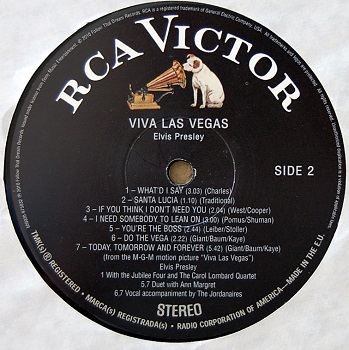 RCA VICTOR
VIVA LAS VEGAS
Elvis Presley
SIDE 2
1 – WHAT'D I SAY (3.03) (Charles)
2 – SANTA LUCIA (1.10) (Traditional)
3 – IF YOU THINK I DON'T NEED YOU (2.04) (West/Cooper)
4 – I NEED SOMEBODY TO LEAN ON (3.04) (Pomus/Shuman)
5 – YOU'RE THE BOSS (2.44) (Leiber/Stoller)
6 – DO THE VEGA (2.24) (Giant/Baum/Kaye)
7 – TODAY, TOMORROW AND FOREVER (5.42) (Giant/Baum/Kaye)
(from the M-G-M motion picture "Viva Las Vegas")
Elvis Presley
1 With the Jubilee Four and The Carol Lombard Quartet
5.7 Duet with Ann Margret
6.7 Vocal accompaniment by The Jordanaires
STEREO
TMK(s) ® REGISTERED • MARCA(s) REGISTRADA(s) • RADIO CORPORATION OF AMERICA – MADE IN THE E.U.